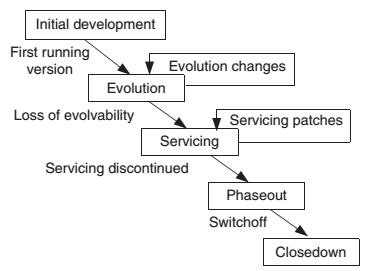 Initial development
First running
version
Evolution changes
Evolution
Loss of evolvability
Servicing patches
Servicing
Servicing discontinued
Phaseout
Switchoff
Closedown